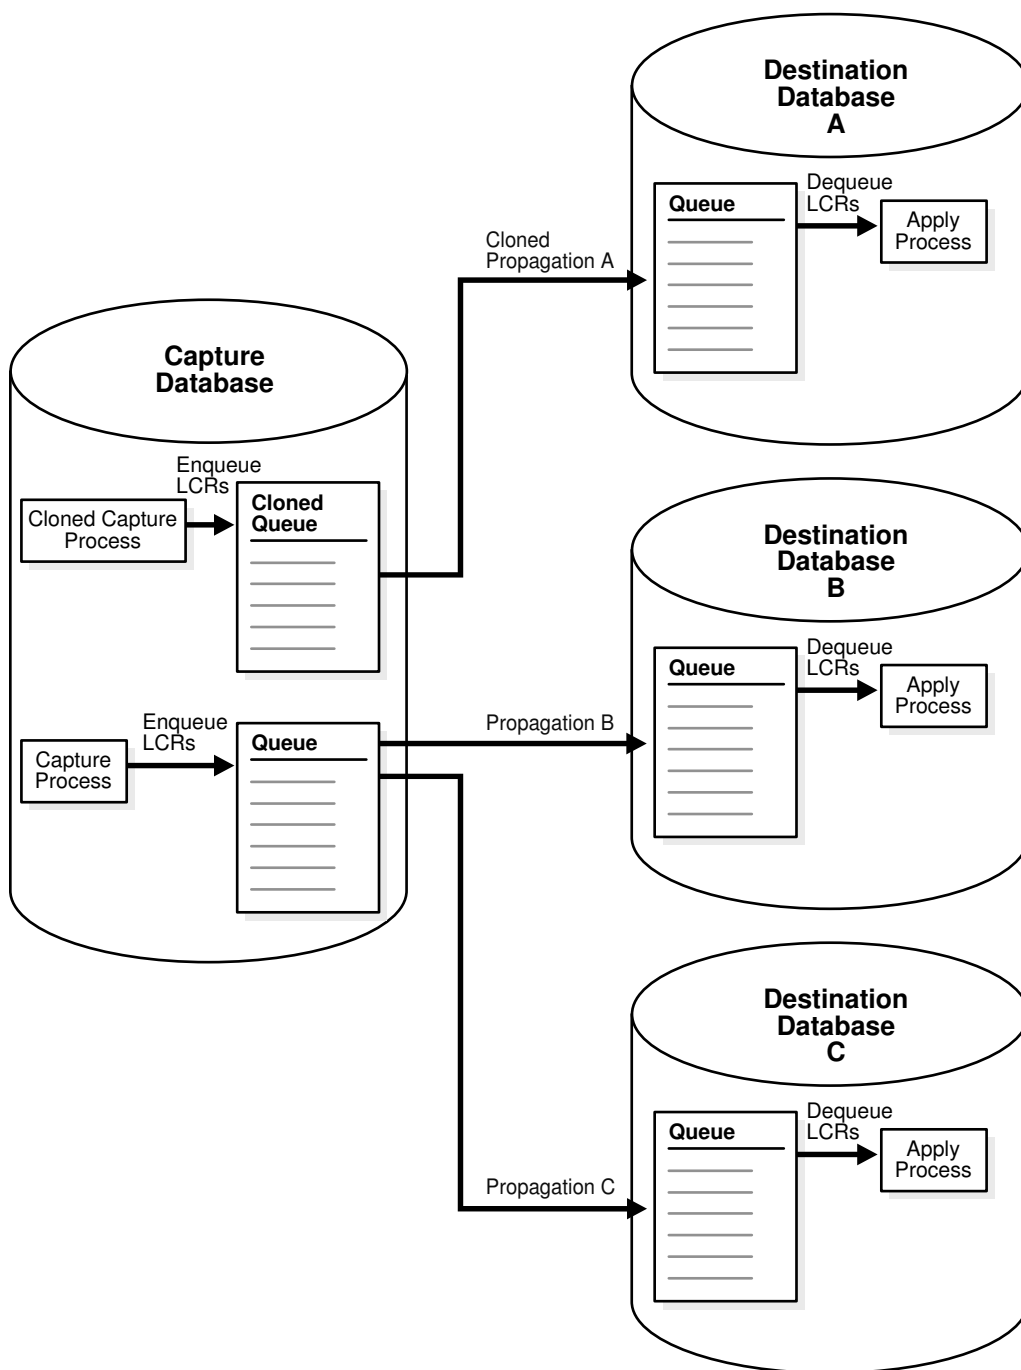 Destination
Database
A
Dequeue
LCRs
Queue
Apply
Process
Cloned
Propagation A
Capture
Database
Enqueue
LCRs
Cloned Capture
Process
Cloned
Queue
Destination
Database
B
Dequeue
LCRs
Queue
Apply
Process
Enqueue
LCRs
Capture
Process
Queue
Propagation B
Destination
Database
C
Dequeue
LCRs
Queue
Apply
Process
Propagation C